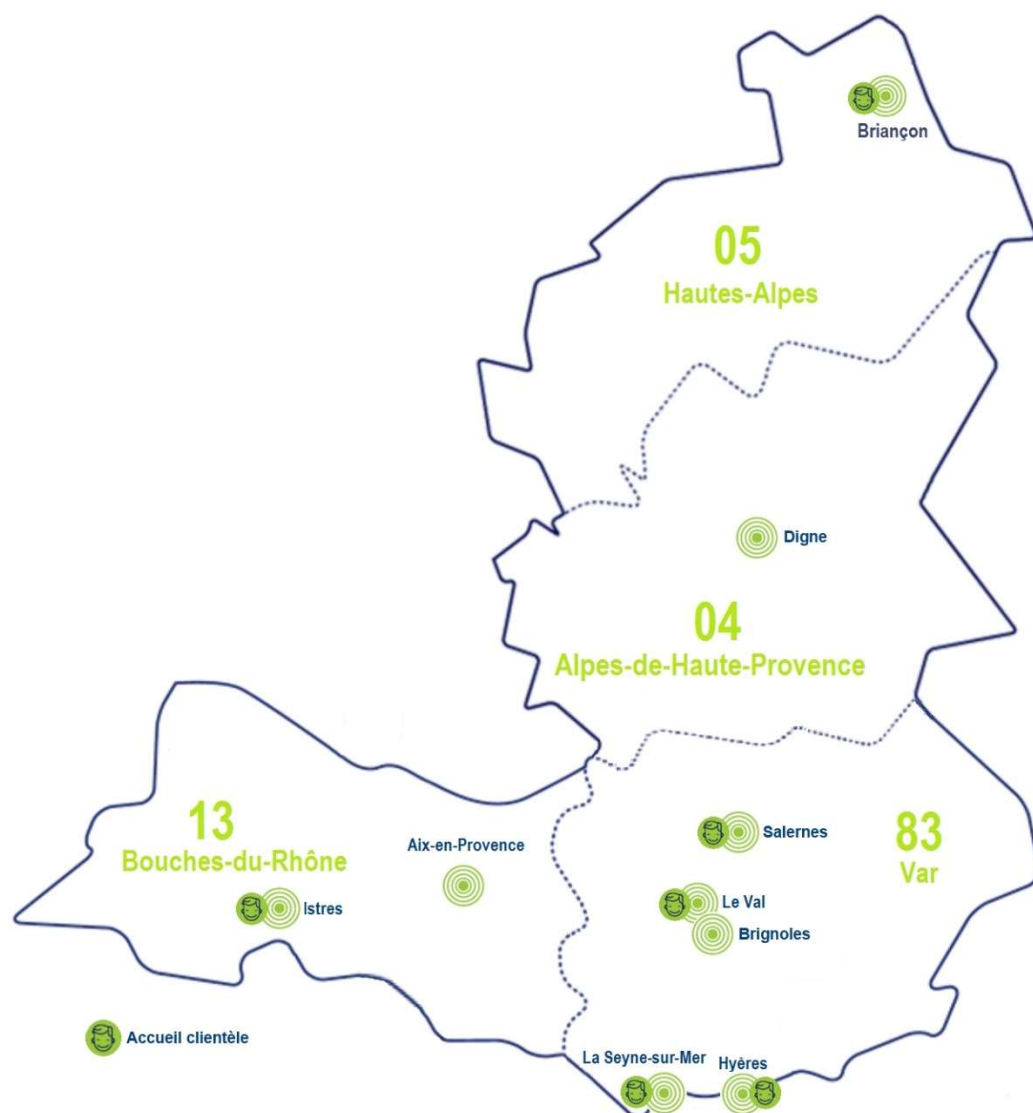 Briançon
05
Hautes-Alpes
Digne
04
Alpes-de-Haute-Provence
13
Bouches-du-Rhône
Aix-en-Provence
Istres
Salernes
83
Var
Le Val
Brignoles
Accueil clientèle
La Seyne-sur-Mer
Hyères